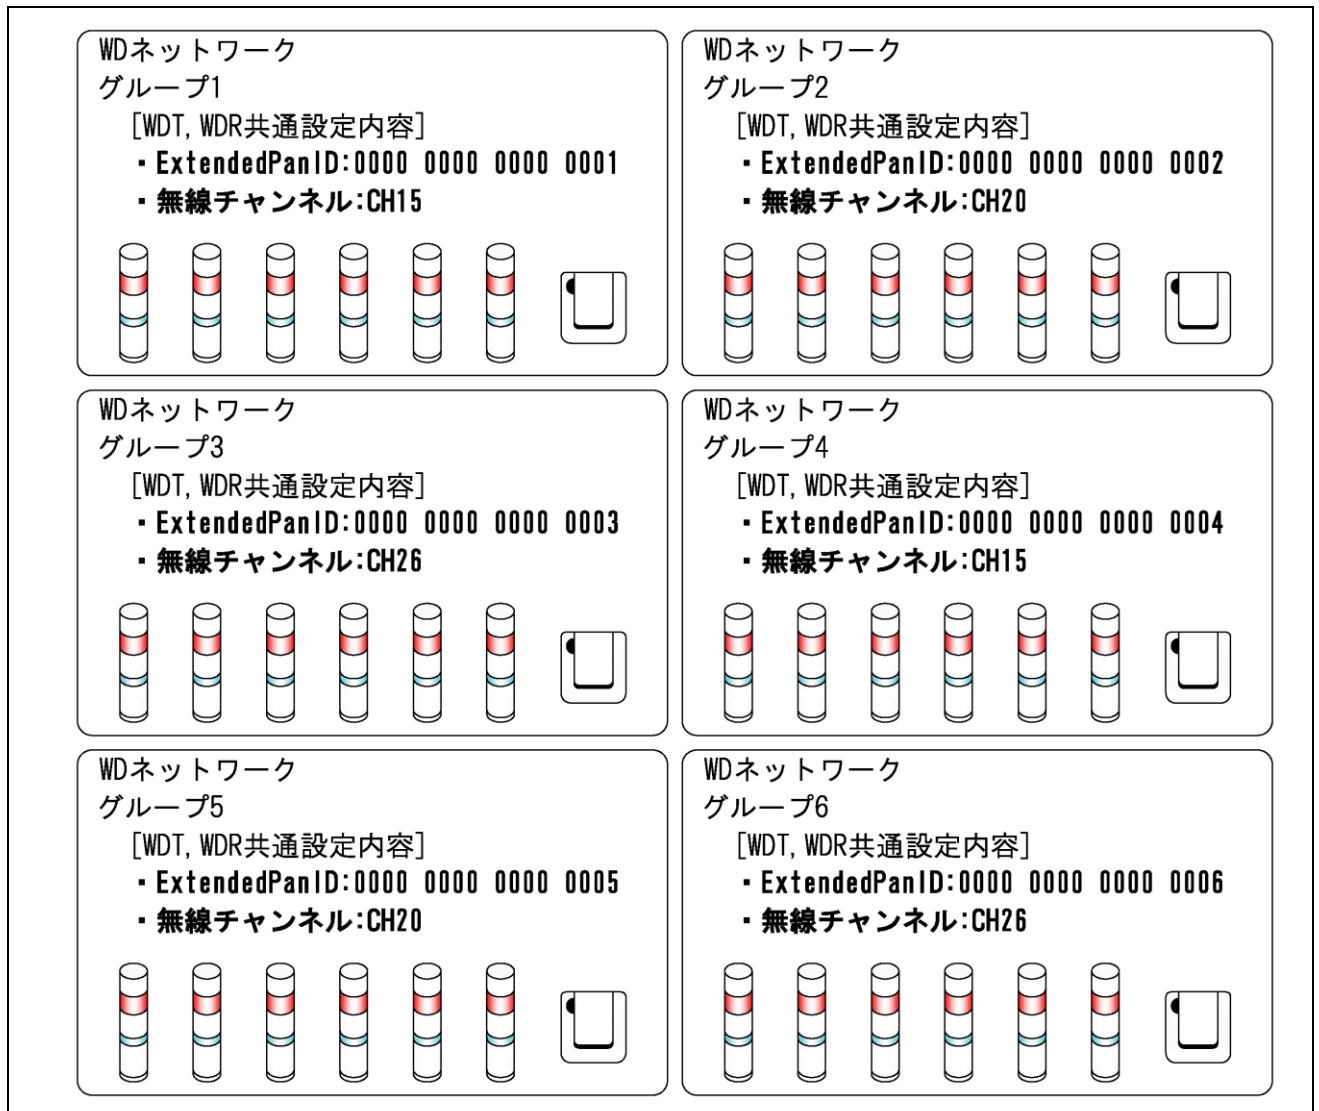 WDネットワーク
グループ1
[WDT, WDR共通設定内容]
・ExtendedPanID:0000 0000 0000 0001
・無線チャンネル:CH15
WDネットワーク
グループ2
[WDT, WDR共通設定内容]
・ExtendedPanID:0000 0000 0000 0002
・無線チャンネル:CH20
WDネットワーク
グループ3
[WDT, WDR共通設定内容]
・ExtendedPanID:0000 0000 0000 0003
・無線チャンネル:CH26
WDネットワーク
グループ4
[WDT, WDR共通設定内容]
・ExtendedPanID:0000 0000 0000 0004
・無線チャンネル:CH15
WDネットワーク
グループ5
[WDT, WDR共通設定内容]
・ExtendedPanID:0000 0000 0000 0005
・無線チャンネル:CH20
WDネットワーク
グループ6
[WDT, WDR共通設定内容]
・ExtendedPanID:0000 0000 0000 0006
・無線チャンネル:CH26